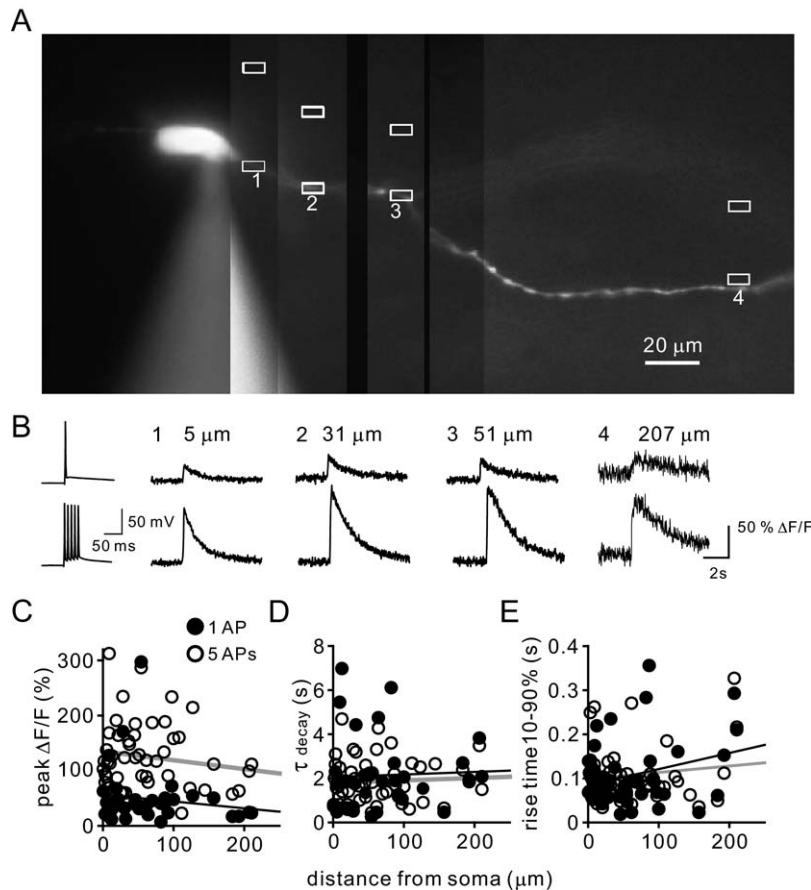 A
1
2
3
4
20 μm
B
1 5 μm
2 31 μm
3 51 μm
4 207 μm
50 mV
50 ms
50 % ΔF/F
2s
C
1 AP
5 APs
peak ΔF/F (%)
300
200
100
0
0 100 200
D
τ decay (s)
8
6
4
2
0
0 100 200
E
rise time 10-90% (s)
0.4
0.3
0.2
0.1
0
0 100 200
distance from soma (μm)